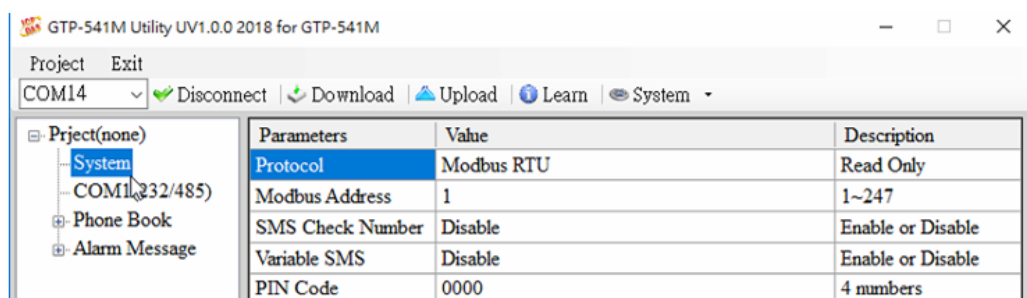 GTP-541M Utility UV1.0.0 2018 for GTP-541M
Project Exit
COM14 Disconnect Download Upload Learn System
Prject(none)
System
COM1(232/485)
Phone Book
Alarm Message
Parameters Value Description
Protocol Modbus RTU Read Only
Modbus Address 1 1~247
SMS Check Number Disable Enable or Disable
Variable SMS Disable Enable or Disable
PIN Code 0000 4 numbers